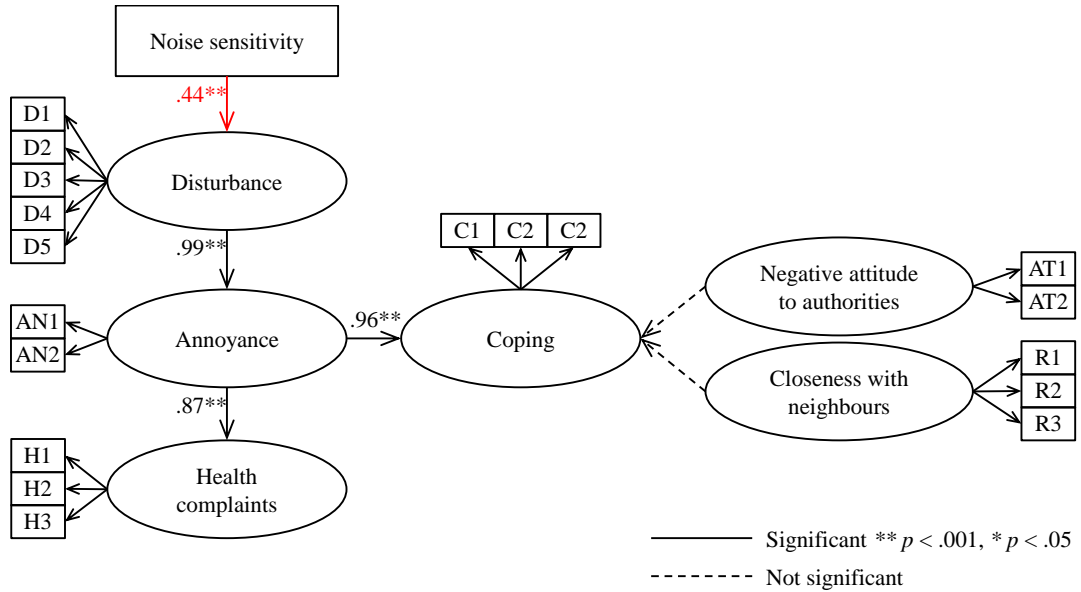 Noise sensitivity
.44**
D1
D2
D3
D4
D5
Disturbance
.99**
C1 C2 C2
Negative attitude
to authorities
AT1
AT2
AN1
AN2
Annoyance
.96**
Coping
Closeness with
neighbours
R1
R2
R3
.87**
H1
H2
H3
Health
complaints
Significant ** p < .001, * p < .05
Not significant